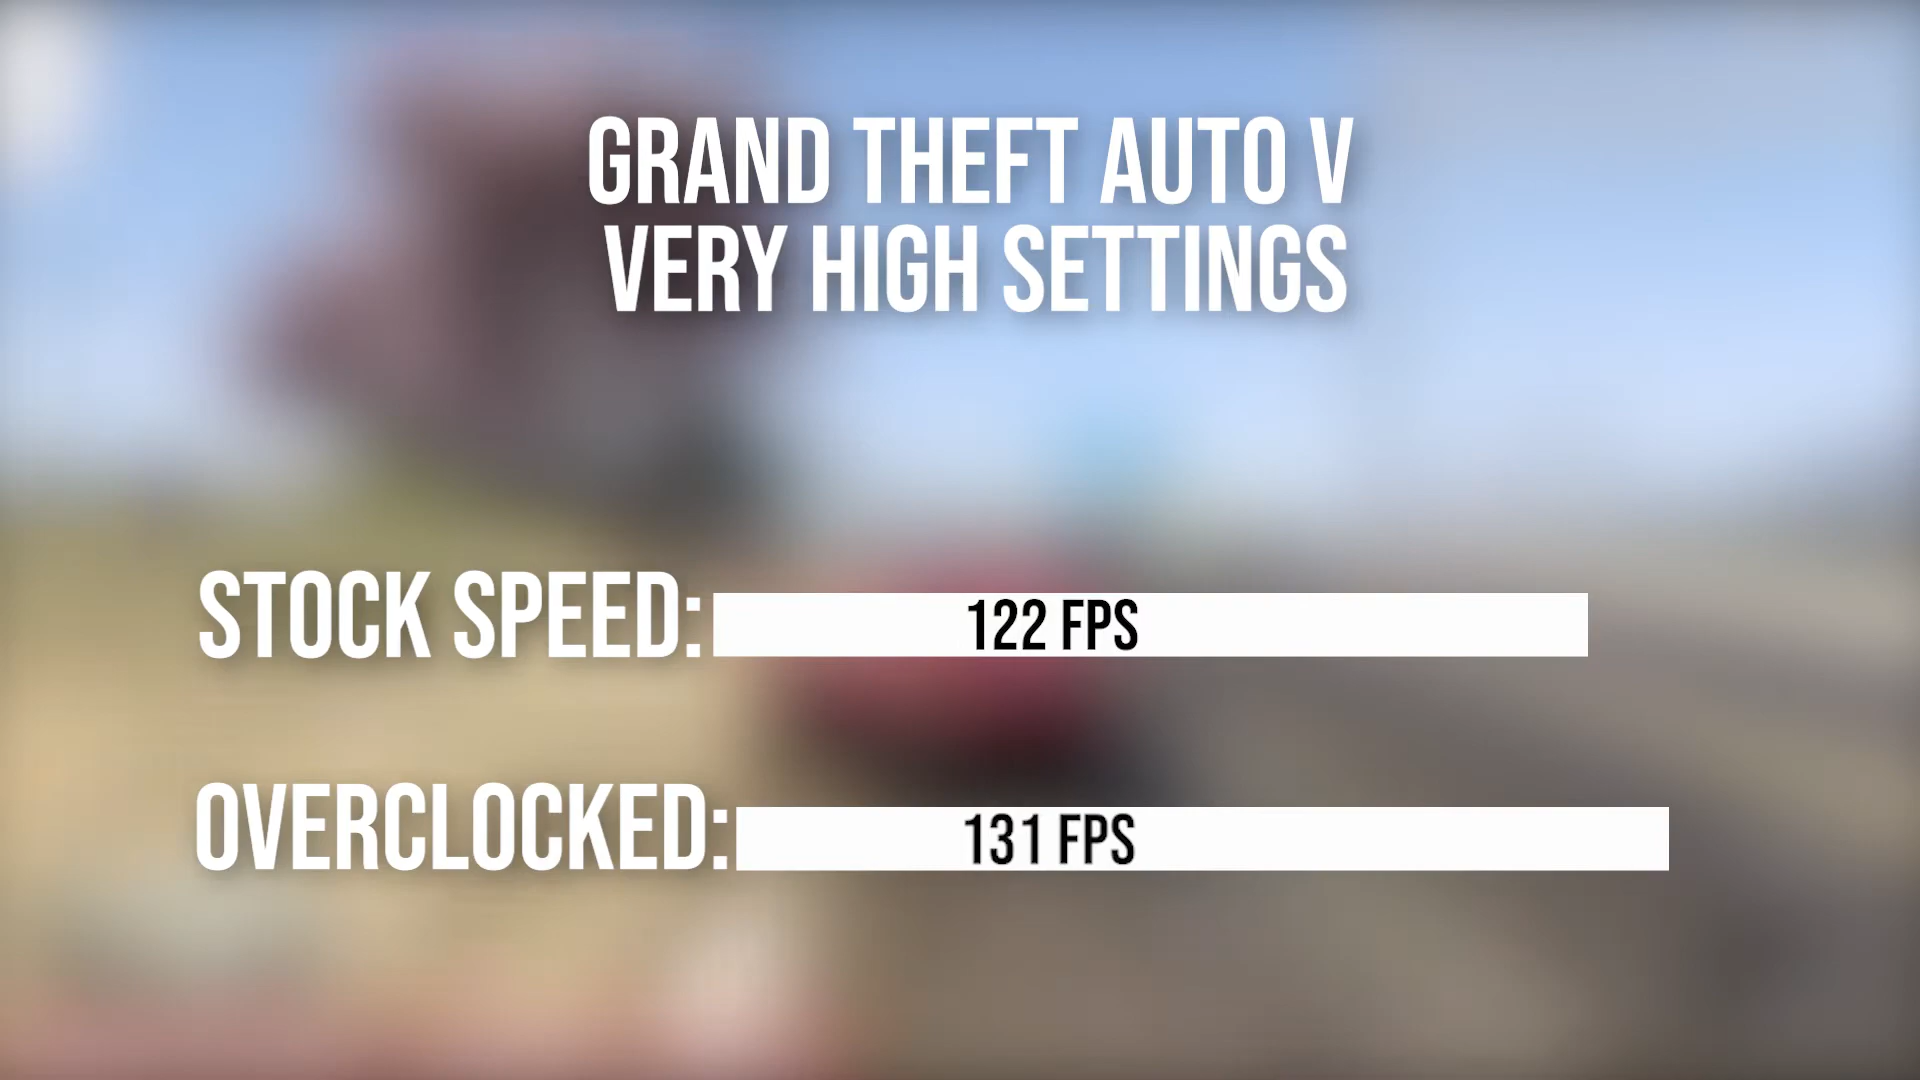 GRAND THEFT AUTO V
VERY HIGH SETTINGS
STOCK SPEED: 122 FPS
OVERCLOCKED: 131 FPS